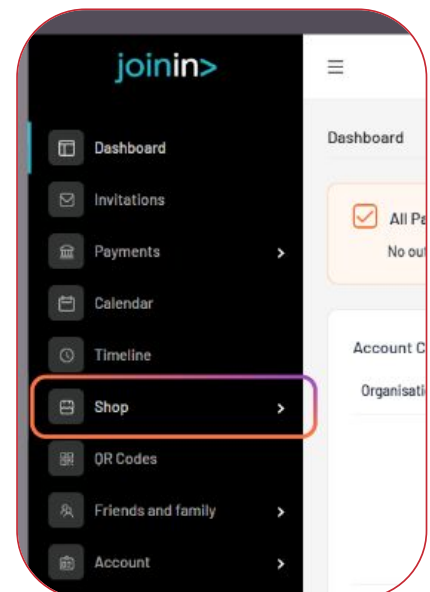 joinin>
Dashboard
Invitations
Payments
Calendar
Timeline
Shop
QR Codes
Friends and family
Account
Dashboard
All Pa
No ou
Account C
Organisati